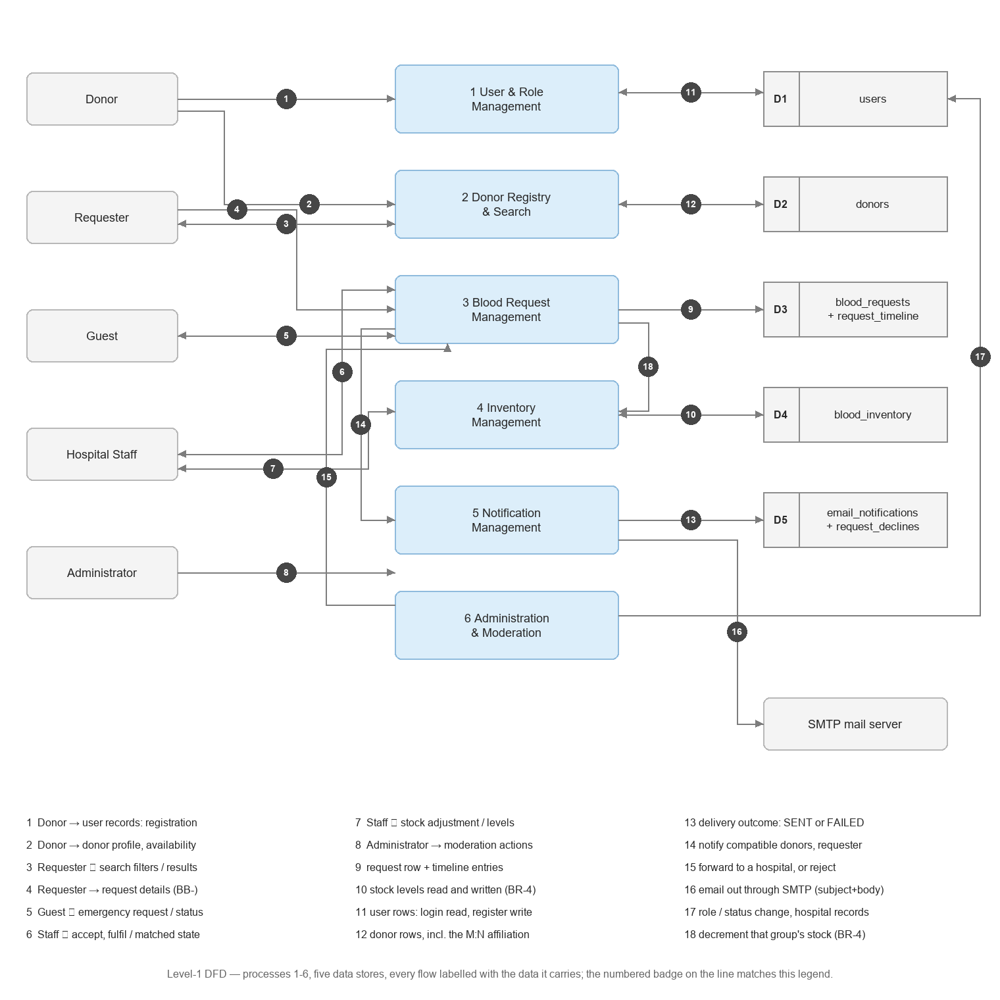 Donor
1
1 User & Role
Management
11
D1
users
Requester
4
2
3
2 Donor Registry
& Search
12
D2
donors
Guest
5
3 Blood Request
Management
9
D3
blood_requests
+ request_timeline
6
18
17
Hospital Staff
7
14
15
4 Inventory
Management
10
D4
blood_inventory
5 Notification
Management
13
D5
email_notifications
+ request_declines
Administrator
8
6 Administration
& Moderation
16
SMTP mail server
1 Donor → user records: registration
2 Donor → donor profile, availability
3 Requester □ search filters / results
4 Requester → request details (BB-)
5 Guest □ emergency request / status
6 Staff □ accept, fulfil / matched state
7 Staff □ stock adjustment / levels
8 Administrator → moderation actions
9 request row + timeline entries
10 stock levels read and written (BR-4)
11 user rows: login read, register write
12 donor rows, incl. the M:N affiliation
13 delivery outcome: SENT or FAILED
14 notify compatible donors, requester
15 forward to a hospital, or reject
16 email out through SMTP (subject+body)
17 role / status change, hospital records
18 decrement that group's stock (BR-4)
Level-1 DFD — processes 1-6, five data stores, every flow labelled with the data it carries; the numbered badge on the line matches this legend.